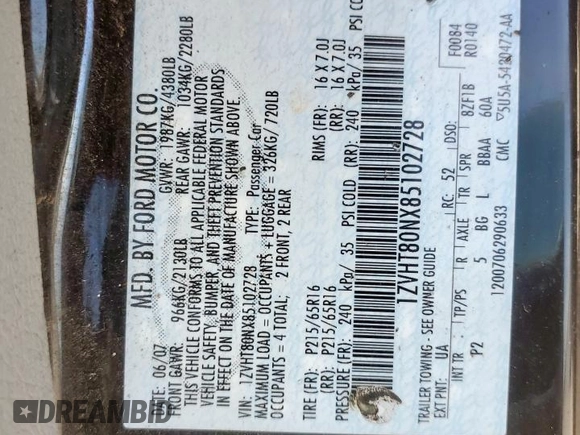 MFD. BY FORD MOTOR CO.
DATE: 06/07 GVWR: 1987KG/4380LB
FRONT GAWR: 966KG/2130LB REAR GAWR: 1034KG/2280LB
THIS VEHICLE CONFORMS TO ALL APPLICABLE FEDERAL MOTOR
VEHICLE SAFETY, BUMPER, AND THEFT PREVENTION STANDARDS
IN EFFECT ON THE DATE OF MANUFACTURE SHOWN ABOVE.
VIN: 1ZVHT80NX85102728 TYPE: Passenger Car
MAXIMUM LOAD = OCCUPANTS + LUGGAGE = 326KG/ 720LB
OCCUPANTS = 4 TOTAL; 2 FRONT, 2 REAR
TIRE (FR): P215/65R16 RIMS (FR): 16 X 7.0J
(RR): P215/65R16 (RR): 16 X 7.0J
PRESSURE (FR): 240 kPa/ 35 PSI COLD (RR): 240 kPa/ 35 PSI
1ZVHT80NX85102728
TRAILER TOWING - SEE OWNER GUIDE F0084
EXT PNT: UA RC: 52 DSO: R0140
INT TR TP/PS R AXLE TR SPR
P2 5 BG L BBAA 8ZF1B
60A
1200706290633 CMC 5U5A-5420472-AA
DREAMBID